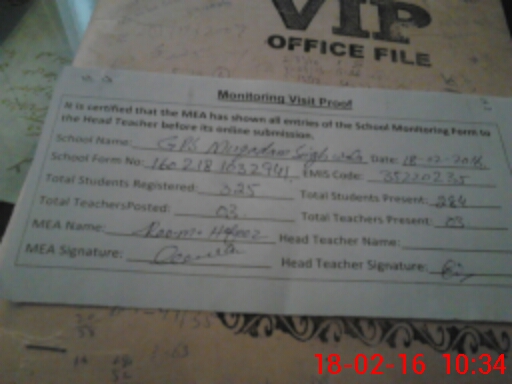 VIP
OFFICE FILE
Monitoring Visit Proof
It is certified that the MEA has shown all entries of the School Monitoring Form to
the Head Teacher before its online submission.
School Name: GPS Singh wala Date: 18-02-2016
School Form No: EMIS Code: 35220235
Total Students Registered: 325 Total Students Present: 284
Total TeachersPosted: 03 Total Teachers Present: 03
MEA Name: Head Teacher Name:
MEA Signature: Head Teacher Signature:
18-02-16 10:34